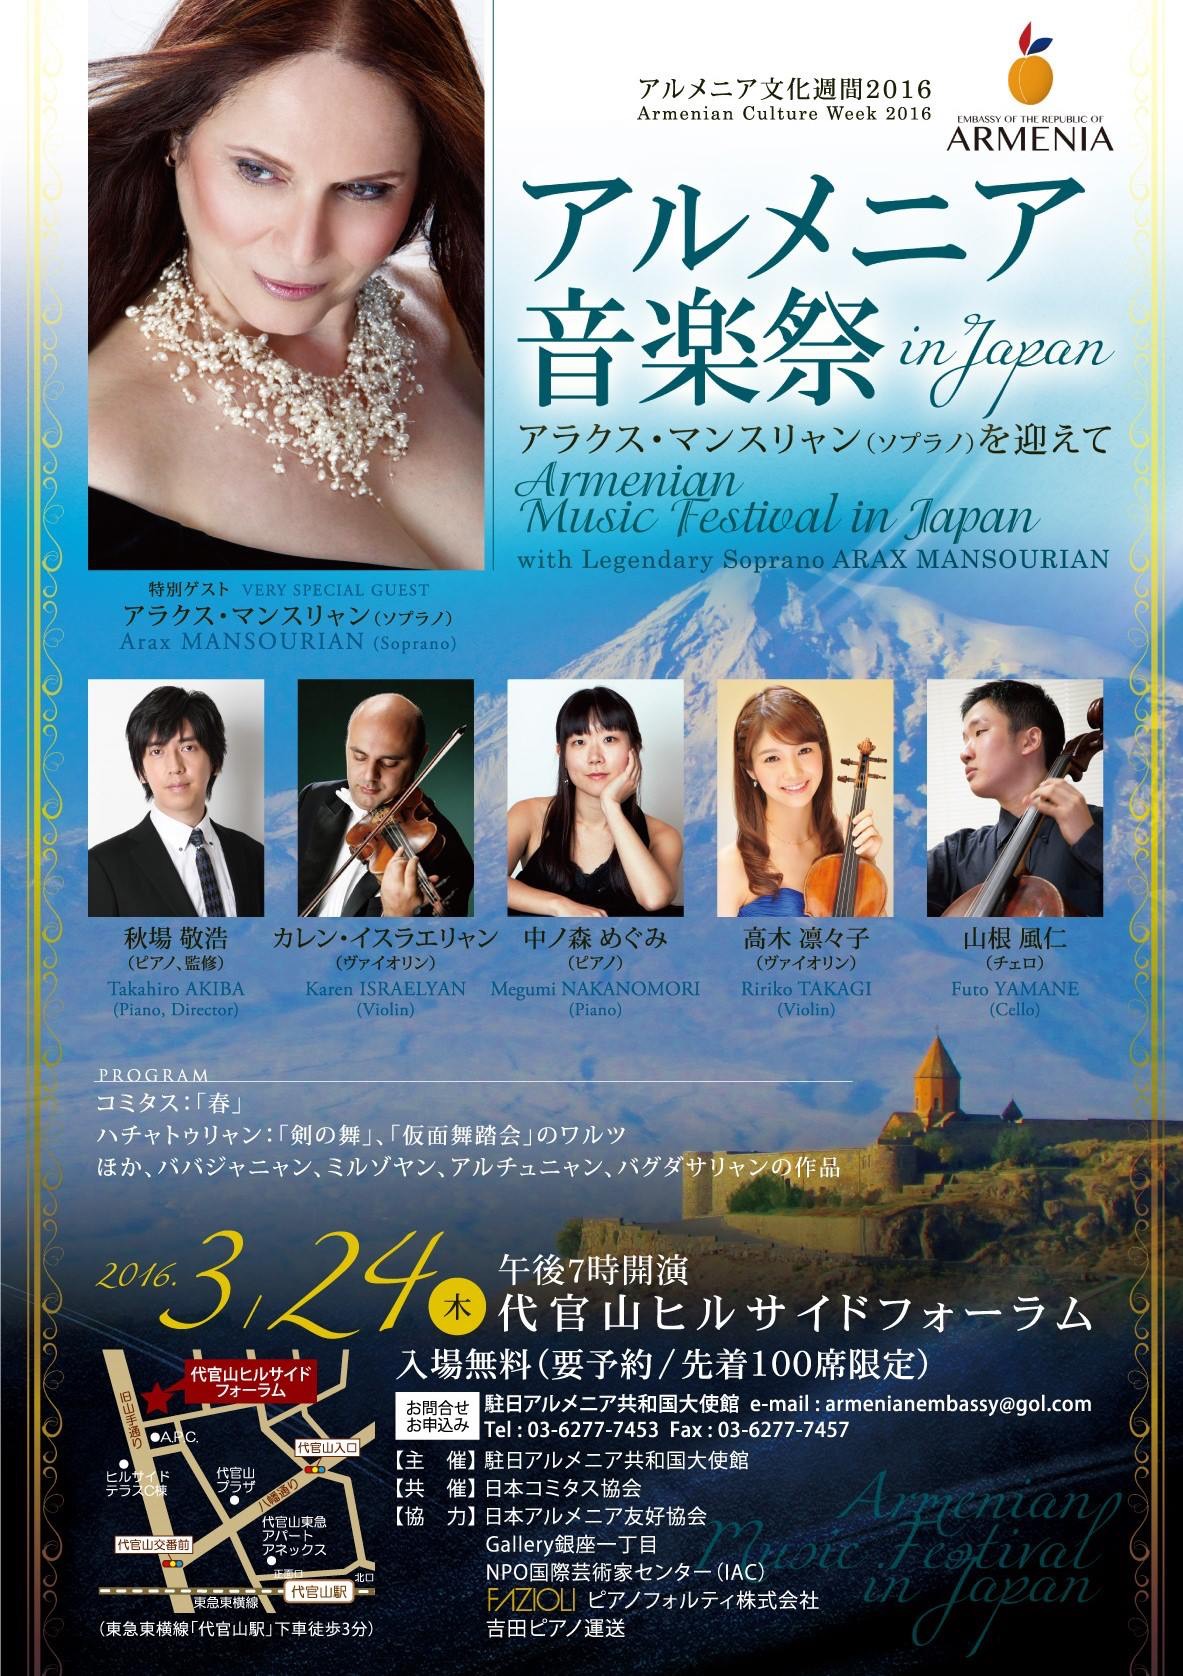 アルメニア文化週間2016
Armenian Culture Week 2016
EMBASSY OF THE REPUBLIC OF
ARMENIA
アルメニア
音楽祭 in Japan
アラクス・マンスリャン(ソプラノ)を迎えて
Armenian
Music Festival in Japan
with Legendary Soprano ARAX MANSOURIAN
特別ゲスト VERY SPECIAL GUEST
アラクス・マンスリャン(ソプラノ)
Arax MANSOURIAN (Soprano)
秋場 敬浩
(ピアノ、監修)
Takahiro AKIBA
(Piano, Director)
カレン・イスラエリャン
(ヴァイオリン)
Karen ISRAELYAN
(Violin)
中ノ森 めぐみ
(ピアノ)
Megumi NAKANOMORI
(Piano)
高木 凛々子
(ヴァイオリン)
Ririko TAKAGI
(Violin)
山根 風仁
(チェロ)
Futo YAMANE
(Cello)
PROGRAM
コミタス:「春」
ハチャトゥリャン:「剣の舞」、「仮面舞踏会」のワルツ
ほか、ババジャニャン、ミルゾヤン、アルチュニャン、バグダサリャンの作品
2016. 3/24 木
午後7時開演
代官山ヒルサイドフォーラム
入場無料(要予約/先着100席限定)
お問合せ
お申込み
駐日アルメニア共和国大使館 e-mail : armenianembassy@gol.com
Tel : 03-6277-7453 Fax : 03-6277-7457
【主 催】駐日アルメニア共和国大使館
【共 催】日本コミタス協会
【協 力】日本アルメニア友好協会
Gallery銀座一丁目
NPO国際芸術家センター(IAC)
FAZIOLI ピアノフォルティ株式会社
吉田ピアノ運送
代官山ヒルサイド
フォーラム
旧山手通り
A.P.C.
代官山入口
ヒルサイド
テラスC棟
代官山
プラザ
八幡通り
代官山東急
アパート
アネックス
代官山交番前
正面口
北口
代官山駅
東急東横線
(東急東横線「代官山駅」下車徒歩3分)
Armenian
Music Festival
in Japan